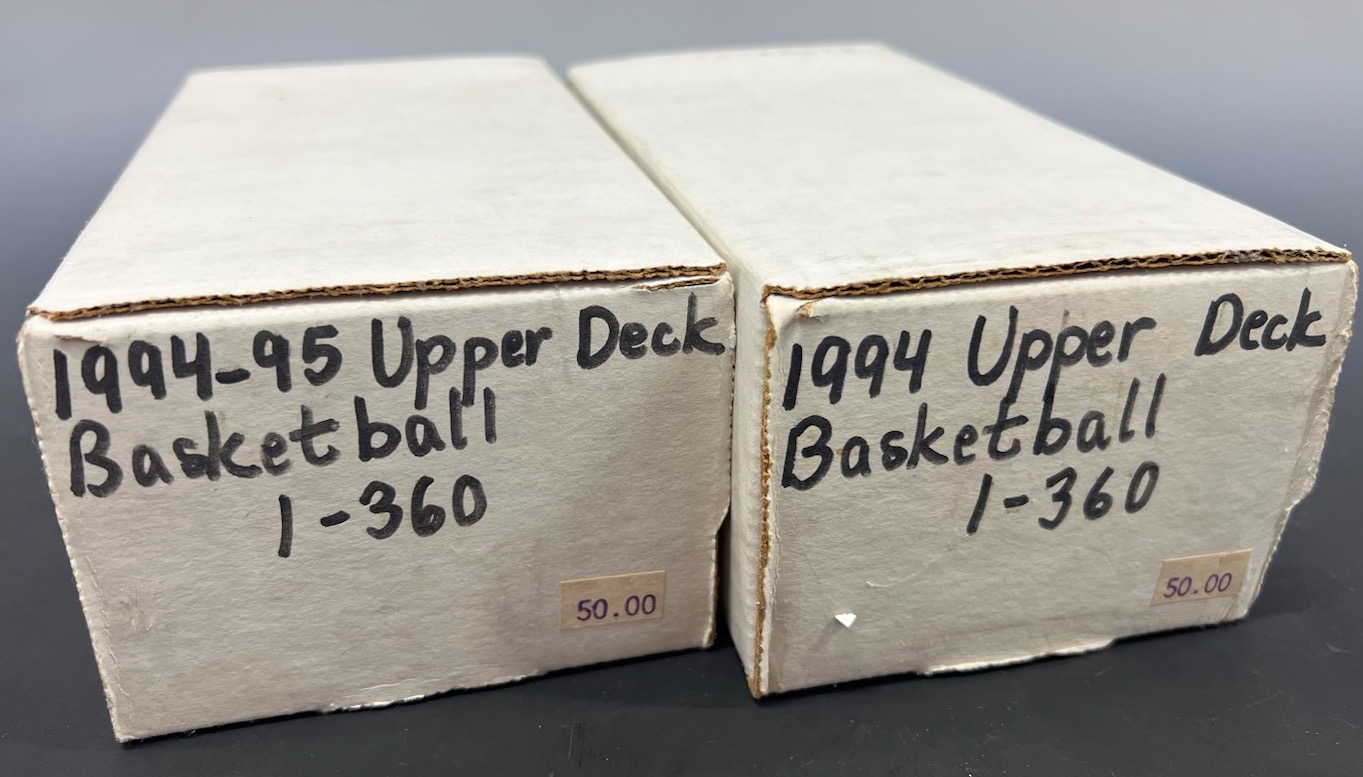 1994-95 Upper Deck
Basketball
1-360
50.00
1994 Upper Deck
Basketball
1-360
50.00